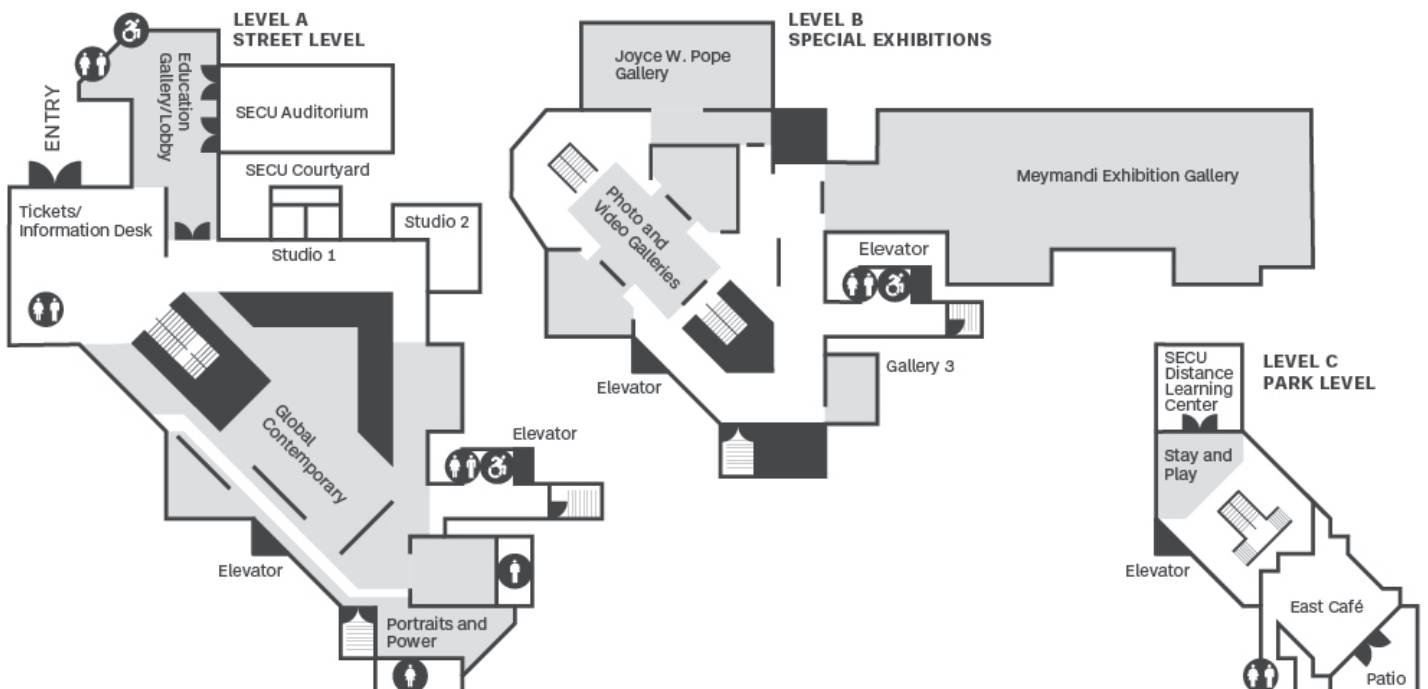 LEVEL A
STREET LEVEL
Education
Gallery/Lobby
SECU Auditorium
ENTRY
SECU Courtyard
Tickets/
Information Desk
Studio 1
Studio 2
Global
Contemporary
Elevator
Elevator
Portraits and
Power
LEVEL B
SPECIAL EXHIBITIONS
Joyce W. Pope
Gallery
Meymandi Exhibition Gallery
Photo and
Video Galleries
Elevator
Gallery 3
Elevator
LEVEL C
PARK LEVEL
SECU
Distance
Learning
Center
Stay and
Play
Elevator
East Café
Patio